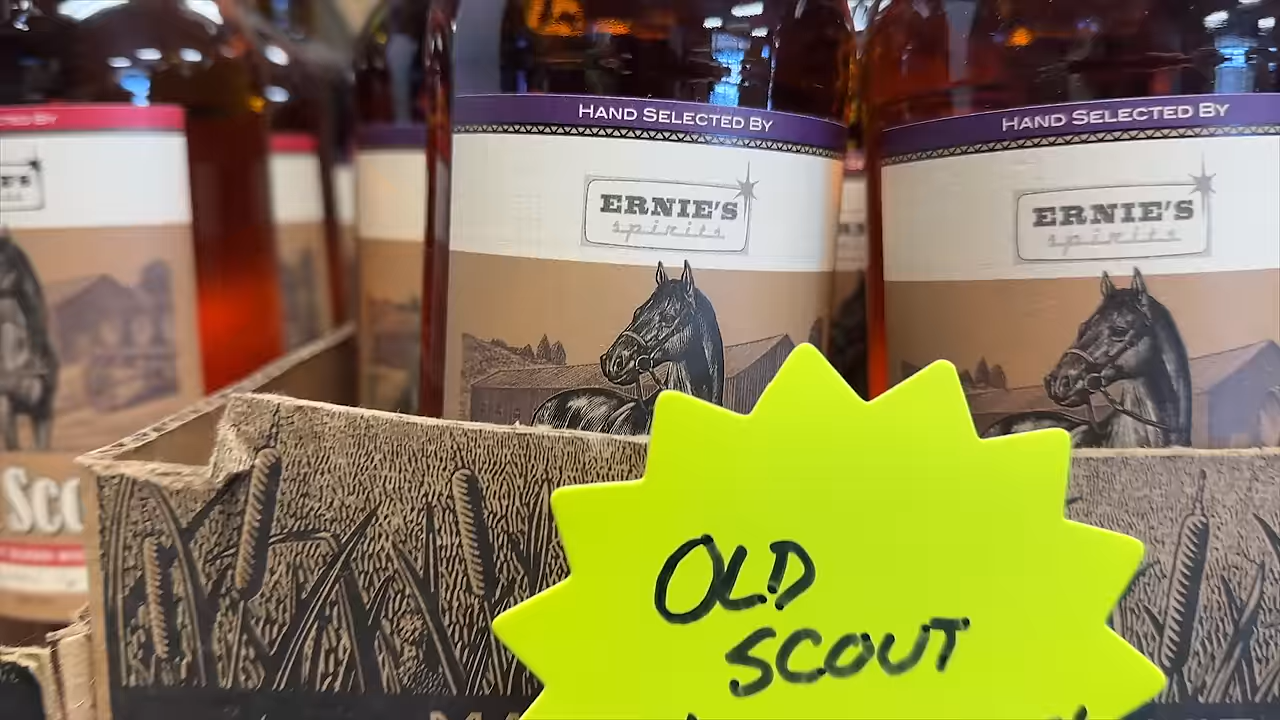 HAND SELECTED BY
ERNIE'S
spirits
HAND SELECTED BY
ERNIE'S
spirits
OLD
SCOUT